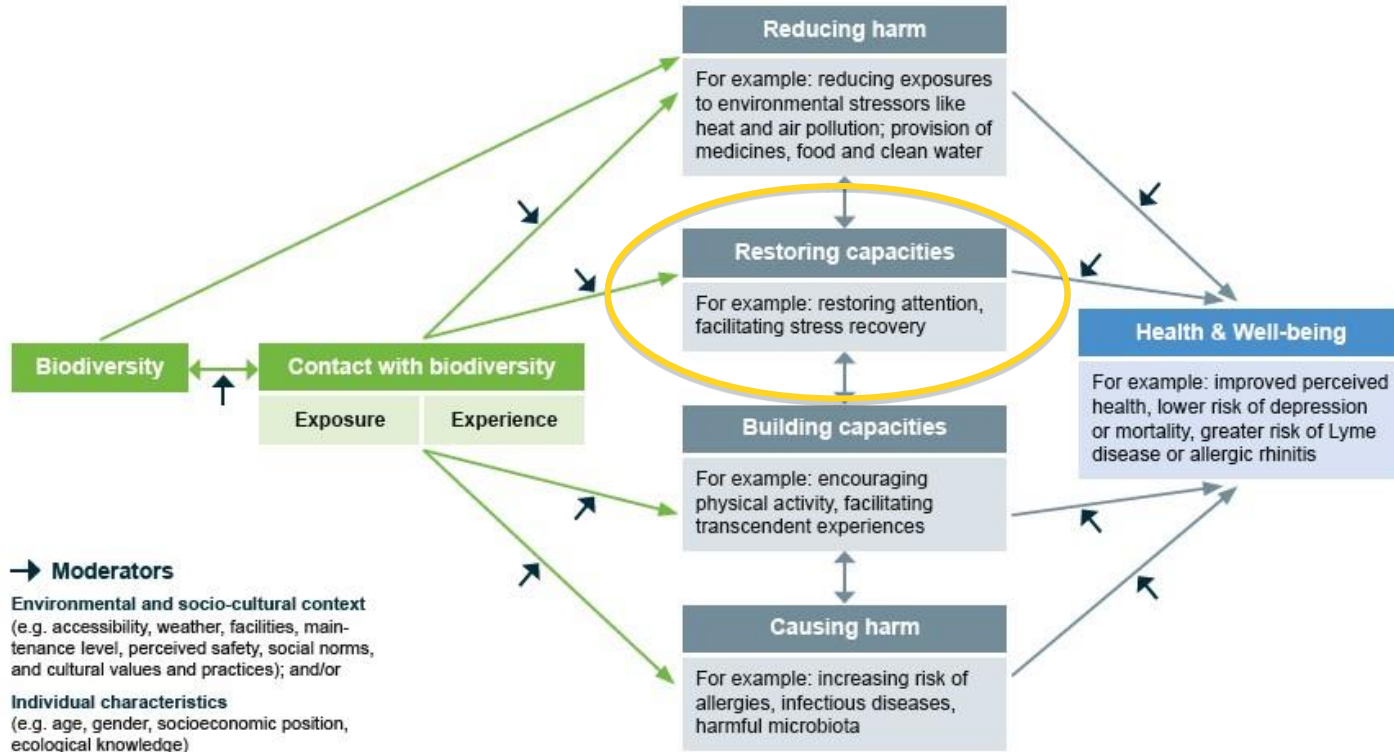 Reducing harm
For example: reducing exposures
to environmental stressors like
heat and air pollution; provision of
medicines, food and clean water
Restoring capacities
For example: restoring attention,
facilitating stress recovery
Biodiversity
Contact with biodiversity
Exposure
Experience
Health & Well-being
For example: improved perceived
health, lower risk of depression
or mortality, greater risk of Lyme
disease or allergic rhinitis
Building capacities
For example: encouraging
physical activity, facilitating
transcendent experiences
Causing harm
For example: increasing risk of
allergies, infectious diseases,
harmful microbiota
Moderators
Environmental and socio-cultural context
(e.g. accessibility, weather, facilities, main-
tenance level, perceived safety, social norms,
and cultural values and practices); and/or
Individual characteristics
(e.g. age, gender, socioeconomic position,
ecological knowledge)